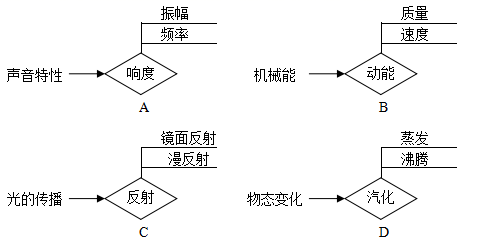 振幅
频率
声音特性
响度
A
质量
速度
机械能
动能
B
镜面反射
漫反射
光的传播
反射
C
蒸发
沸腾
物态变化
汽化
D